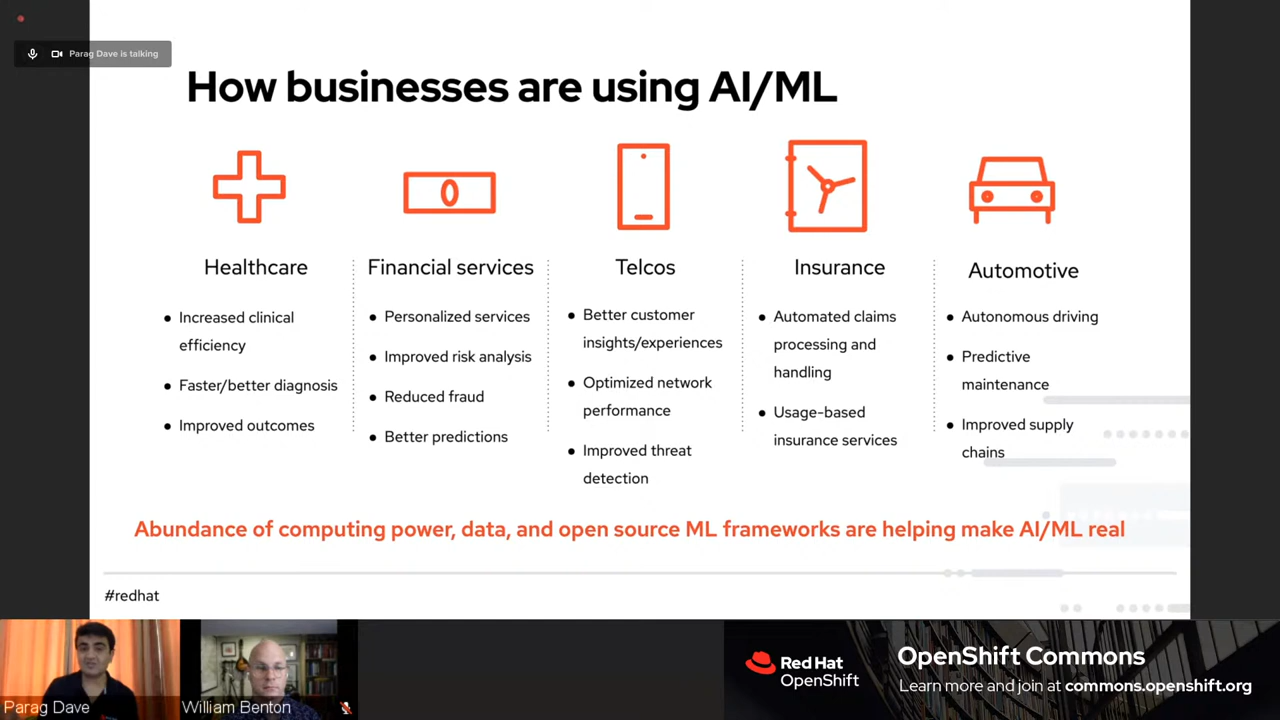 Parag Dave is talking
How businesses are using AI/ML
Healthcare
Increased clinical
efficiency
Faster/better diagnosis
Improved outcomes
Financial services
Personalized services
Improved risk analysis
Reduced fraud
Better predictions
Telcos
Better customer
insights/experiences
Optimized network
performance
Improved threat
detection
Insurance
Automated claims
processing and
handling
Usage-based
insurance services
Automotive
Autonomous driving
Predictive
maintenance
Improved supply
chains
Abundance of computing power, data, and open source ML frameworks are helping make AI/ML real
#redhat
Parag Dave
William Benton
Red Hat
OpenShift
OpenShift Commons
Learn more and join at commons.openshift.org